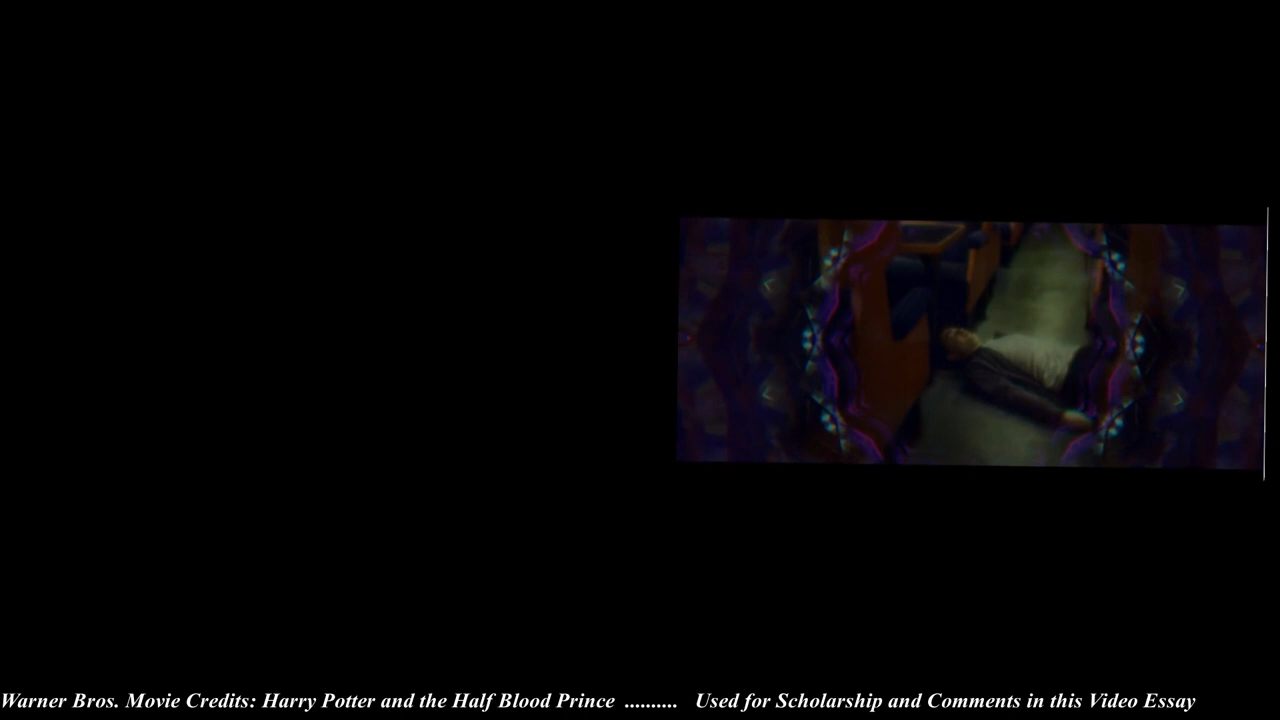 Warner Bros. Movie Credits: Harry Potter and the Half Blood Prince .......... Used for Scholarship and Comments in this Video Essay